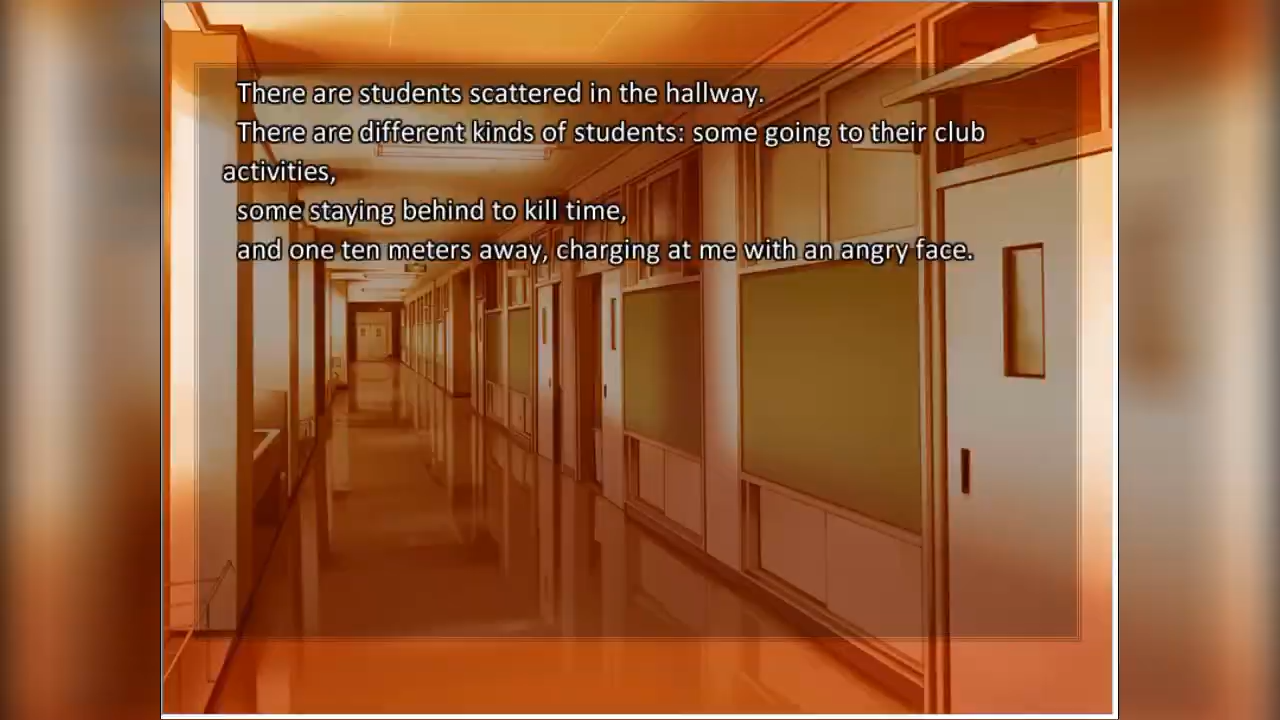 There are students scattered in the hallway.
There are different kinds of students: some going to their club
activities,
some staying behind to kill time,
and one ten meters away, charging at me with an angry face.